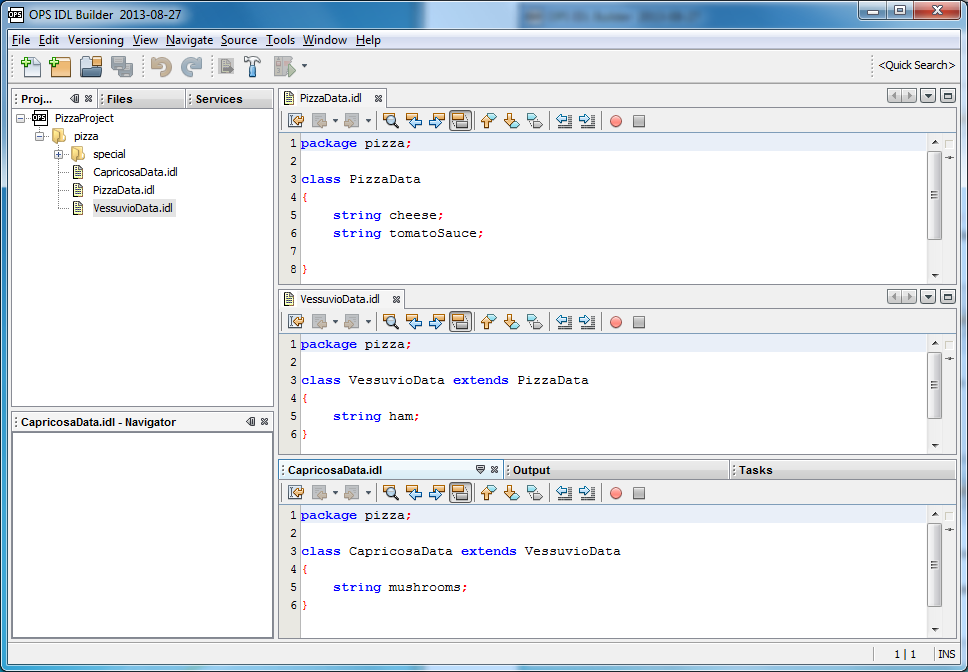 OPS OPS IDL Builder 2013-08-27
File Edit Versioning View Navigate Source Tools Window Help
<Quick Search>
Proj... Files Services
OPS PizzaProject
pizza
special
CapricosaData.idl
PizzaData.idl
VessuvioData.idl
CapricosaData.idl - Navigator
PizzaData.idl
1 package pizza;
2
3 class PizzaData
4 {
5 string cheese;
6 string tomatoSauce;
7
8 }
VessuvioData.idl
1 package pizza;
2
3 class VessuvioData extends PizzaData
4 {
5 string ham;
6 }
CapricosaData.idl Output Tasks
1 package pizza;
2
3 class CapricosaData extends VessuvioData
4 {
5 string mushrooms;
6 }
1 | 1 INS